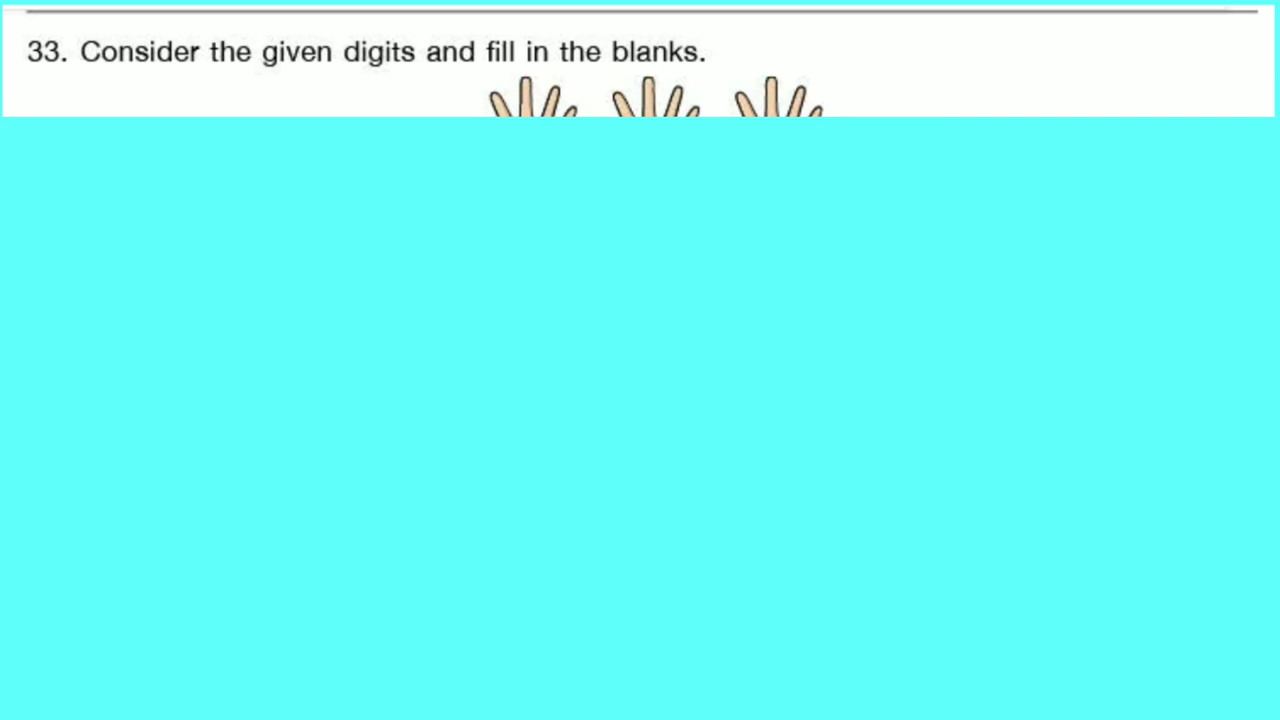 33. Consider the given digits and fill in the blanks.